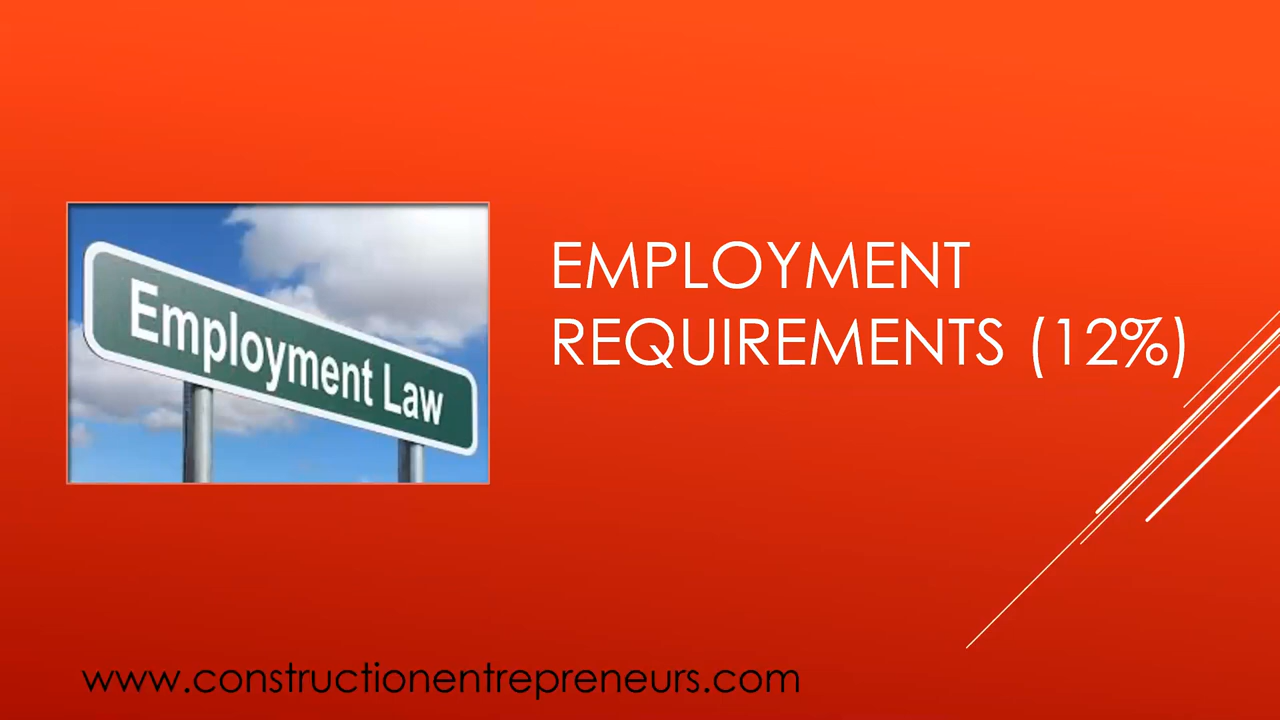 Employment Law
EMPLOYMENT
REQUIREMENTS (12%)
www.constructionentrepreneurs.com